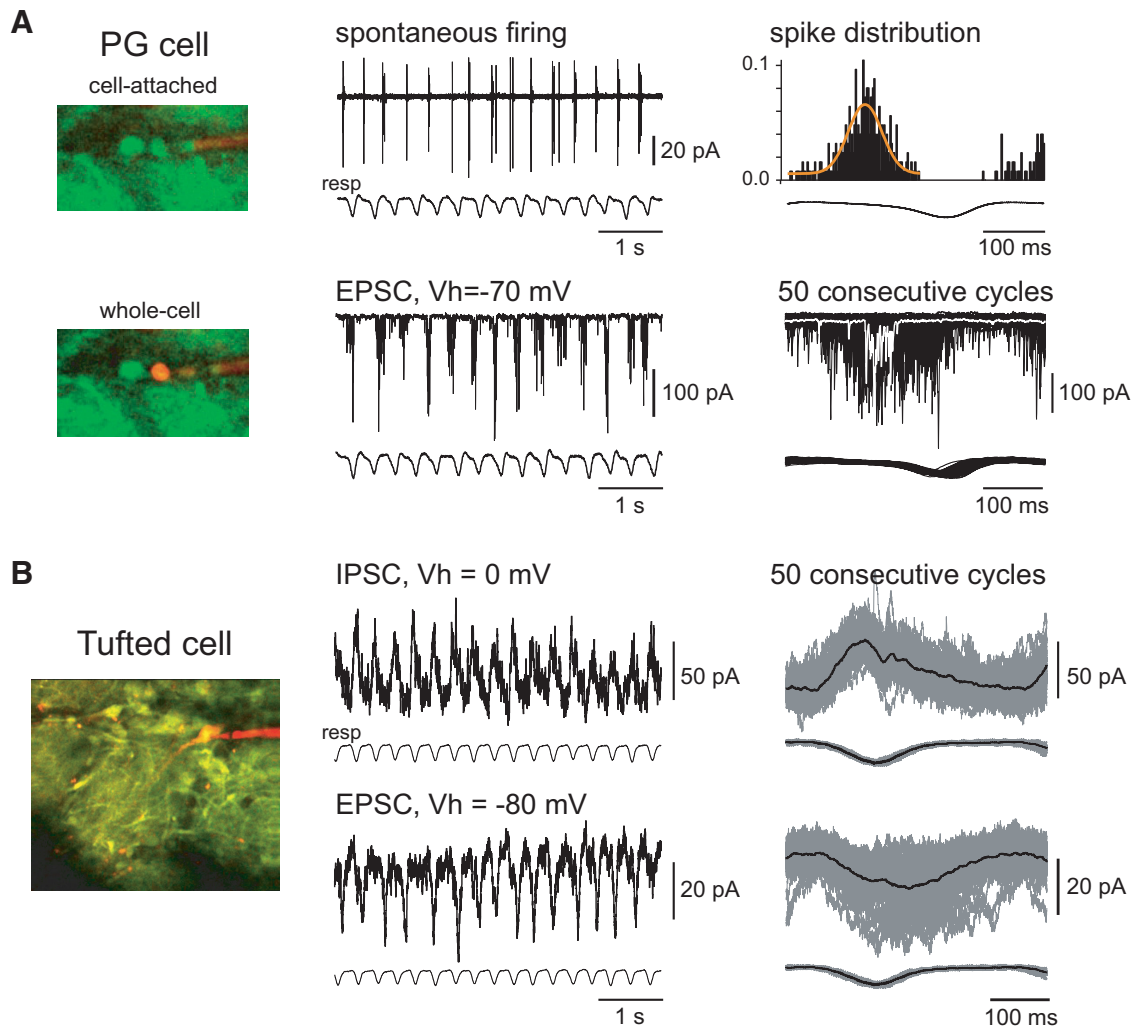 A
PG cell
cell-attached
spontaneous firing
20 pA
resp
1 s
spike distribution
0.1
0.0
100 ms
whole-cell
EPSC, Vh=-70 mV
100 pA
1 s
50 consecutive cycles
100 pA
100 ms
B
Tufted cell
IPSC, Vh = 0 mV
50 pA
resp
50 consecutive cycles
50 pA
EPSC, Vh = -80 mV
20 pA
1 s
20 pA
100 ms